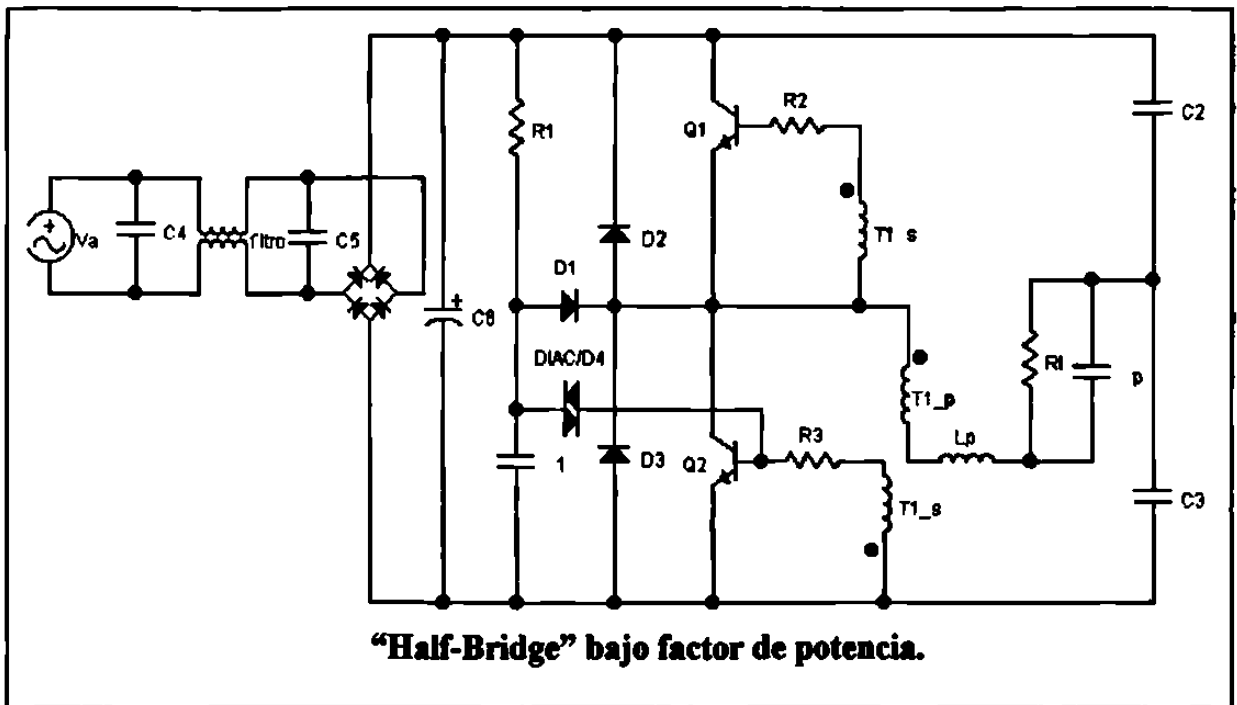 C2
R2
R1
Q1
C4
Va
C5
D2
T1_s
D1
C6
DIAC/D4
Rl
p
T1_p
Lp
R3
1
D3
Q2
T1_s
C3
“Half-Bridge” bajo factor de potencia.